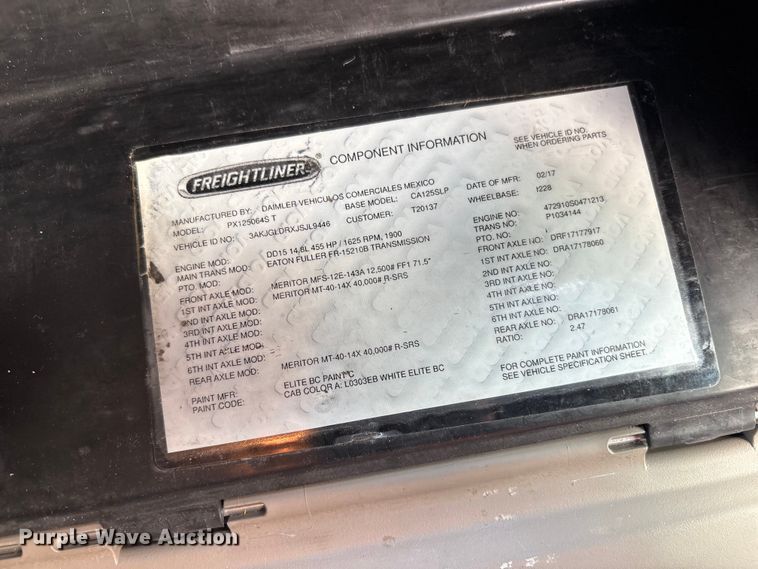 FREIGHTLINER®
COMPONENT INFORMATION
SEE VEHICLE ID NO.
WHEN ORDERING PARTS
MANUFACTURED BY: DAIMLER VEHICULOS COMERCIALES MEXICO
MODEL: PX125064S T BASE MODEL: CA125SLP DATE OF MFR: 02/17
VEHICLE ID NO.: 3AKJGLDRXJSJL9446 CUSTOMER: T20137 WHEELBASE: I228
ENGINE MOD: DD15 14,8L 455 HP / 1625 RPM, 1900 ENGINE NO: 472910S0471213
MAIN TRANS MOD: EATON FULLER FR-15210B TRANSMISSION TRANS NO: P1034144
PTO. MOD: PTO. NO:
FRONT AXLE MOD: MERITOR MFS-12E-143A 12,500# FF1 71.5" FRONT AXLE NO: DRF17177917
1ST INT AXLE MOD: MERITOR MT-40-14X 40,000# R-SRS 1ST INT AXLE NO: DRA17178060
2ND INT AXLE MOD: 2ND INT AXLE NO:
3RD INT AXLE MOD: 3RD INT AXLE NO:
4TH INT AXLE MOD: 4TH INT AXLE NO:
5TH INT AXLE MOD: 5TH INT AXLE NO:
6TH INT AXLE MOD: 6TH INT AXLE NO:
REAR AXLE MOD: MERITOR MT-40-14X 40,000# R-SRS REAR AXLE NO: DRA17178061
RATIO: 2.47
PAINT MFR: ELITE BC PAINT C
PAINT CODE: CAB COLOR A: L0303EB WHITE ELITE BC
FOR COMPLETE PAINT INFORMATION
SEE VEHICLE SPECIFICATION SHEET.
Purple Wave Auction®